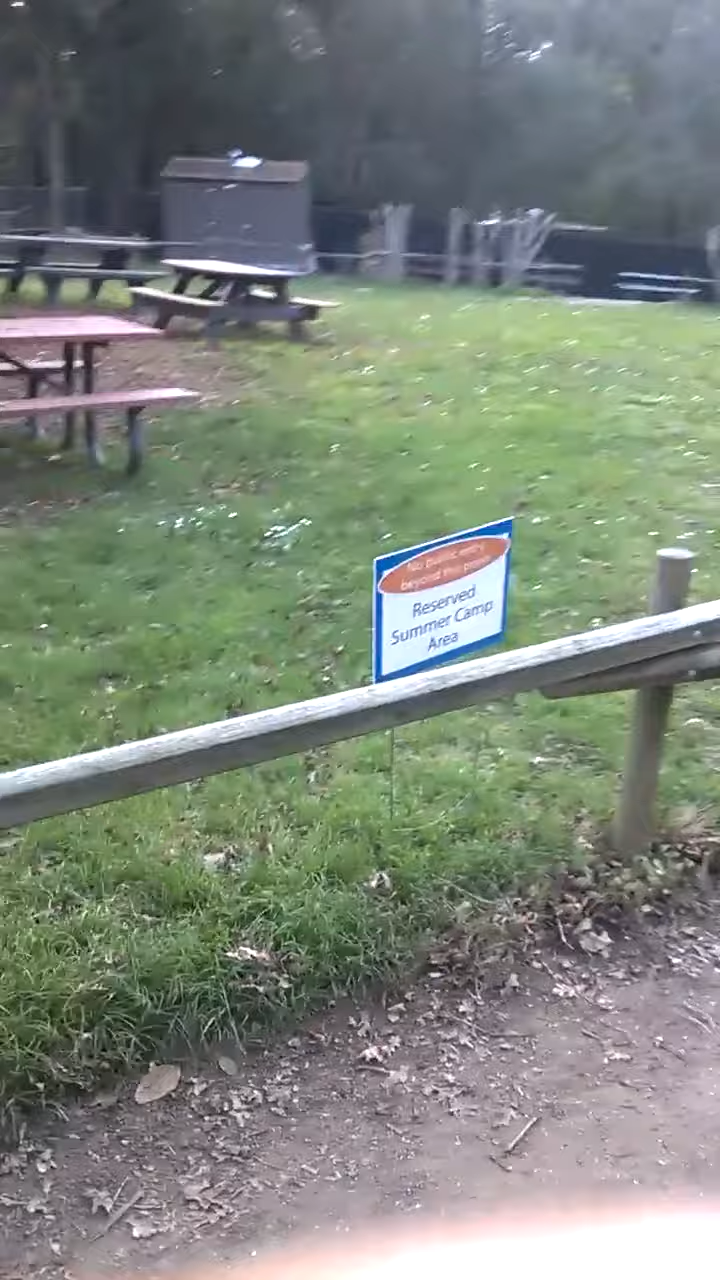 No public entry
beyond this point
Reserved
Summer Camp
Area